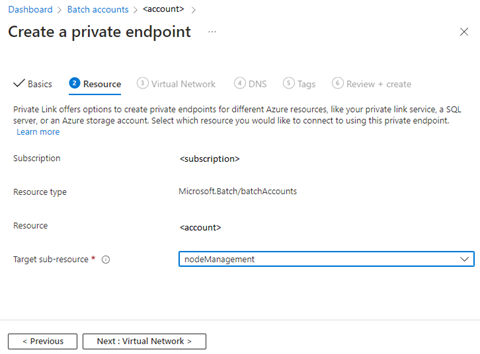 Dashboard > Batch accounts > <account> >
Create a private endpoint ...
Basics 2 Resource 3 Virtual Network 4 DNS 5 Tags 6 Review + create
Private Link offers options to create private endpoints for different Azure resources, like your private link service, a SQL
server, or an Azure storage account. Select which resource you would like to connect to using this private endpoint.
Learn more
Subscription <subscription>
Resource type Microsoft.Batch/batchAccounts
Resource <account>
Target sub-resource * nodeManagement
< Previous Next : Virtual Network >